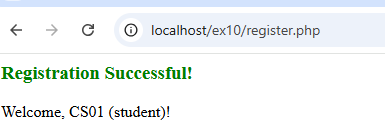 localhost/ex10/register.php
Registration Successful!
Welcome, CS01 (student)!